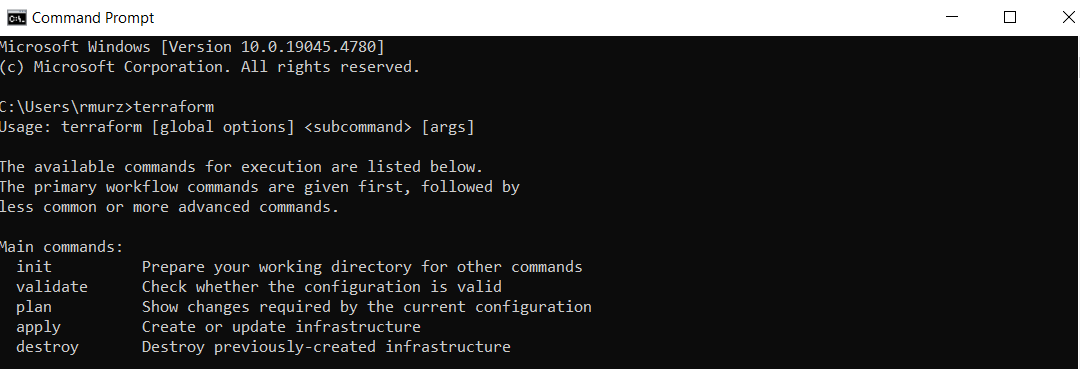 Command Prompt
Microsoft Windows [Version 10.0.19045.4780]
(c) Microsoft Corporation. All rights reserved.
C:\Users\rmurz>terraform
Usage: terraform [global options] <subcommand> [args]
The available commands for execution are listed below.
The primary workflow commands are given first, followed by
less common or more advanced commands.
Main commands:
init          Prepare your working directory for other commands
validate      Check whether the configuration is valid
plan          Show changes required by the current configuration
apply         Create or update infrastructure
destroy       Destroy previously-created infrastructure